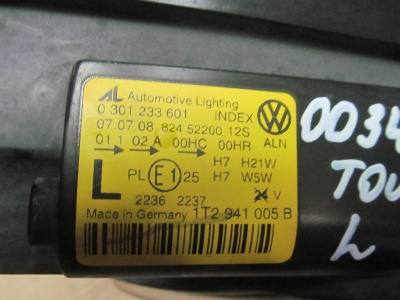 AL Automotive Lighting
0 301 233 601 INDEX
07.07.08 824 52200 12S ALN
01 1 02 A 00HC 00HR
H7 H21W
L PL E1 25 H7 W5W
2236 2237 24 V
Made in Germany 1T2 941 005 B
0034
TOU
L